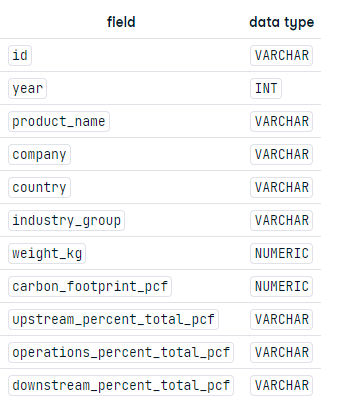 field data type
id VARCHAR
year INT
product_name VARCHAR
company VARCHAR
country VARCHAR
industry_group VARCHAR
weight_kg NUMERIC
carbon_footprint_pcf NUMERIC
upstream_percent_total_pcf VARCHAR
operations_percent_total_pcf VARCHAR
downstream_percent_total_pcf VARCHAR